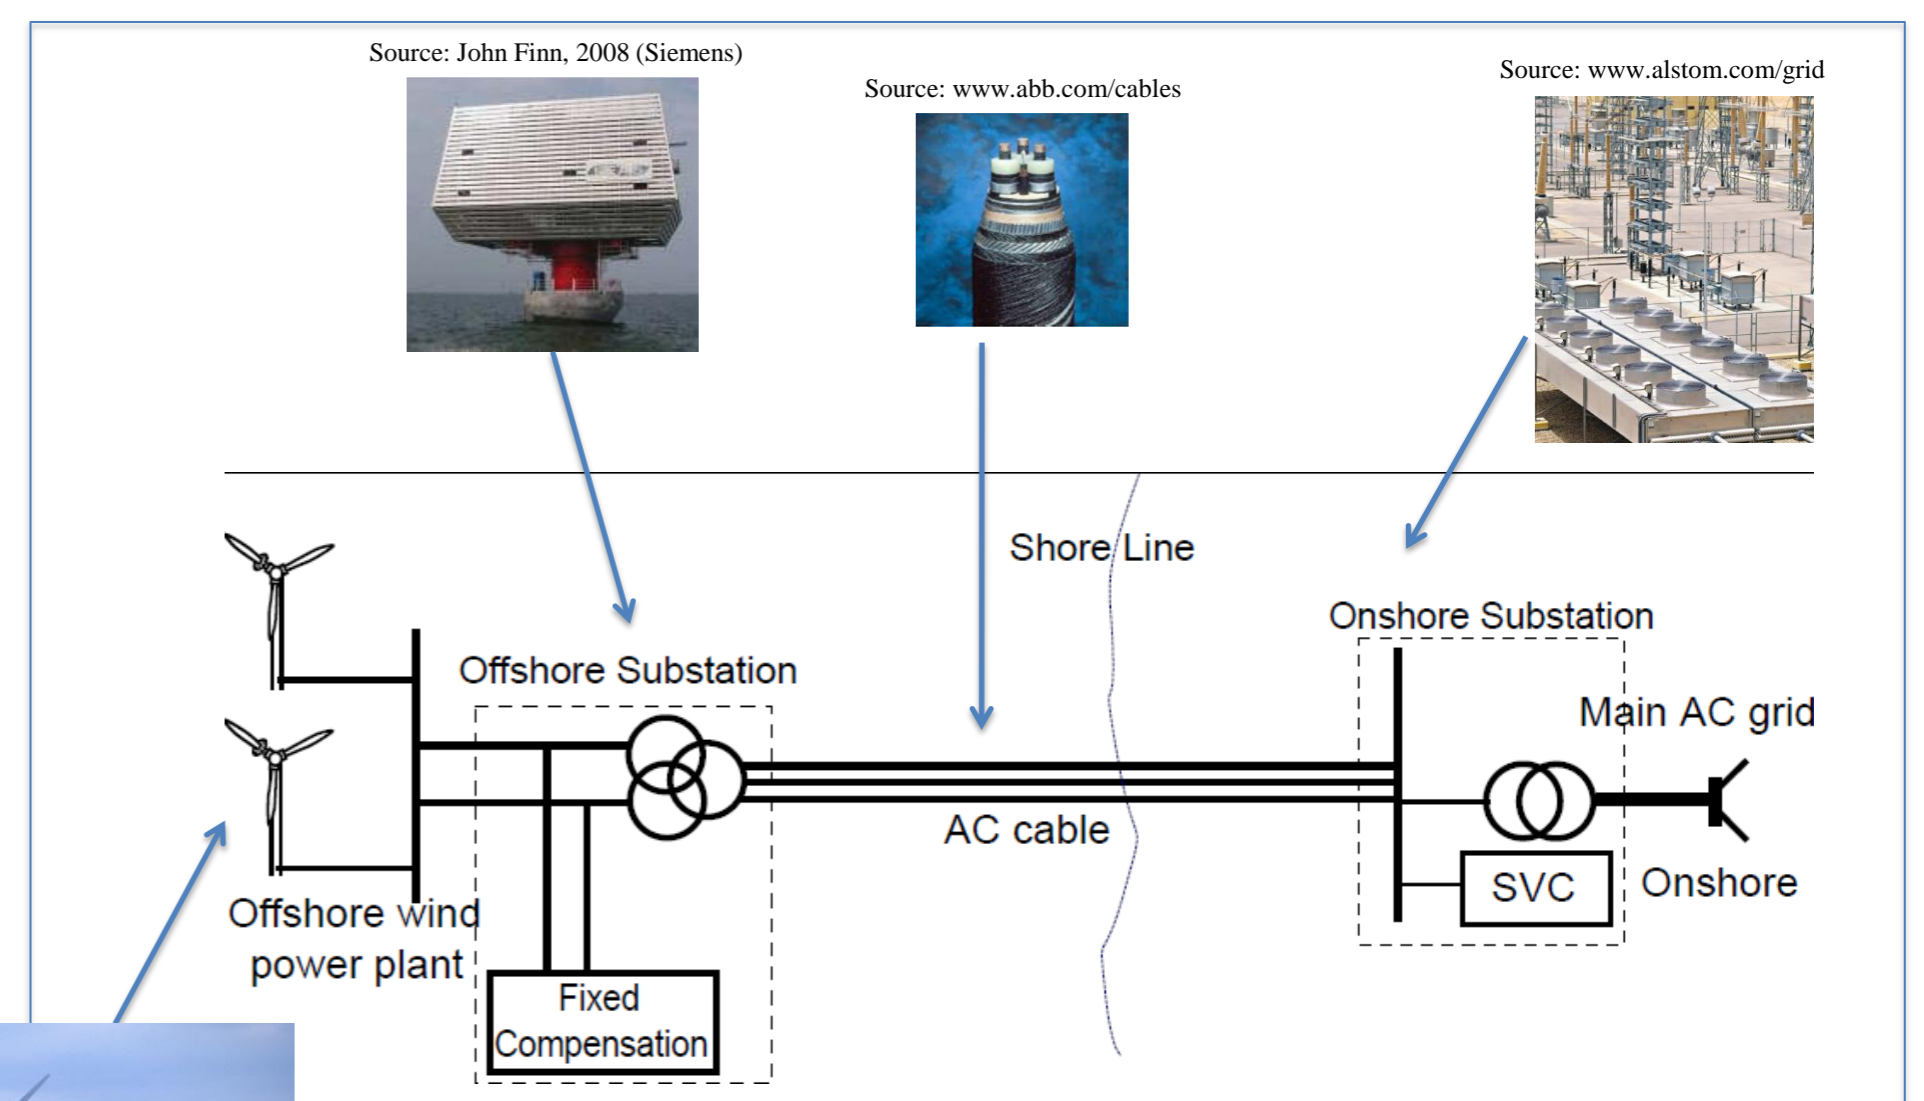 Source: John Finn, 2008 (Siemens)
Source: www.abb.com/cables
Source: www.alstom.com/grid
Shore Line
Onshore Substation
Offshore Substation
Main AC grid
AC cable
SVC
Onshore
Offshore wind
power plant
Fixed
Compensation